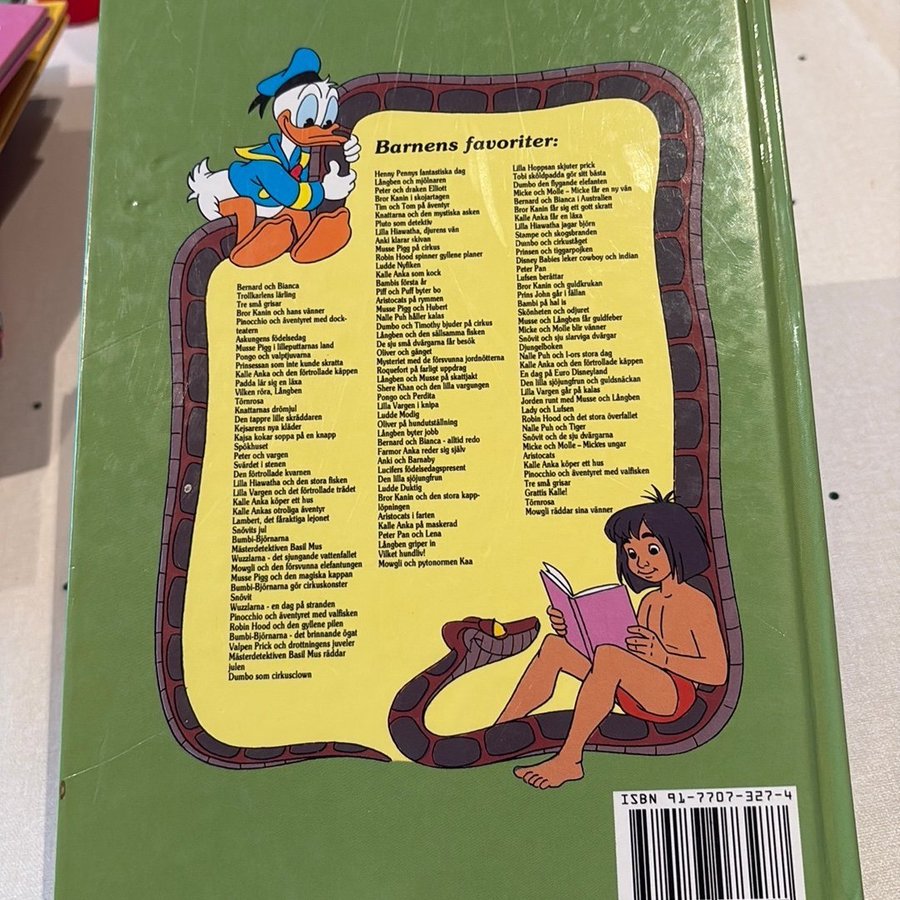 Barnens favoriter:
Bernard och Bianca
Trollkarlens lärling
Tre små grisar
Bror Kanin och hans vänner
Pinocchio och äventyret med dock-
teatern
Askungens födelsedag
Musse Pigg i lilleputtarnas land
Pongo och valptjuvarna
Prinsessan som inte kunde skratta
Kalle Anka och den förtrollade käppen
Padda lär sig en läxa
Vilken röra, Långben
Törnrosa
Knattarnas drömjul
Den tappre lille skräddaren
Kejsarens nya kläder
Kajsa kokar soppa på en knapp
Spökhuset
Peter och vargen
Svärdet i stenen
Den förtrollade kvarnen
Lilla Hiawatha och den stora fisken
Lilla Vargen och det förtrollade trädet
Kalle Anka köper ett hus
Kalle Ankas otroliga äventyr
Lambert, det fåraktiga lejonet
Snövits jul
Bumbi-Björnarna
Mästerdetektiven Basil Mus
Wuzzlarna - det sjungande vattenfallet
Mowgli och den försvunna elefantungen
Musse Pigg och den magiska kappan
Bumbi-Björnarna gör cirkuskonster
Snövit
Wuzzlarna - en dag på stranden
Pinocchio och äventyret med valfisken
Robin Hood och den gyllene pilen
Bumbi-Björnarna - det brinnande ögat
Valpen Prick och drottningens juveler
Mästerdetektiven Basil Mus räddar
julen
Dumbo som cirkusclown
Henny Pennys fantastiska dag
Långben och mjölnaren
Peter och draken Elliott
Bror Kanin i skojartagen
Tim och Tom på äventyr
Knattarna och den mystiska asken
Pluto som detektiv
Lilla Hiawatha, djurens vän
Anki klarar skivan
Musse Pigg på cirkus
Robin Hood spinner gyllene planer
Ludde Nyfiken
Kalle Anka som kock
Bambis första år
Piff och Puff byter bo
Aristocats på rymmen
Musse Pigg och Hubert
Nalle Puh håller kalas
Dumbo och Timothy bjuder på cirkus
Långben och den sällsamma fisken
De sju små dvärgarna får besök
Oliver och gänget
Mysteriet med de försvunna jordnötterna
Roquefort på farligt uppdrag
Långben och Musse på skattjakt
Shere Khan och den lilla vargungen
Pongo och Perdita
Lilla Vargen i knipa
Ludde Modig
Oliver på hundutställning
Långben byter jobb
Bernard och Bianca - alltid redo
Farmor Anka reder sig själv
Anki och Barnaby
Lucifers födelsedagspresent
Den lilla sjöjungfrun
Ludde Duktig
Bror Kanin och den stora kapp-
löpningen
Aristocats i farten
Kalle Anka på maskerad
Peter Pan och Lena
Långben griper in
Vilket hundliv!
Mowgli och pytonormen Kaa
Lilla Hoppsan skjuter prick
Tobi sköldpadda gör sitt bästa
Dumbo den flygande elefanten
Micke och Molle - Micke får en ny vän
Bernard och Bianca i Australien
Bror Kanin får sig ett gott skratt
Kalle Anka får en läxa
Lilla Hiawatha jagar björn
Stampe och skogsbranden
Dumbo och cirkuståget
Prinsen och tiggarpojken
Disney Babies leker cowboy och indian
Peter Pan
Lufsen berättar
Bror Kanin och guldkrukan
Prins John går i fällan
Bambi på hal is
Skönheten och odjuret
Musse och Långben får guldfeber
Micke och Molle blir vänner
Snövit och sju slarviga dvärgar
Djungelboken
Nalle Puh och I-ors stora dag
Kalle Anka och den förtrollade käppen
En dag på Euro Disneyland
Den lilla sjöjungfrun och guldsnäckan
Lilla Vargen går på kalas
Jorden runt med Musse och Långben
Lady och Lufsen
Robin Hood och det stora överfallet
Nalle Puh och Tiger
Snövit och de sju dvärgarna
Micke och Molle - Mickes ungar
Aristocats
Kalle Anka köper ett hus
Pinocchio och äventyret med valfisken
Tre små grisar
Grattis Kalle!
Törnrosa
Mowgli räddar sina vänner
ISBN 91-7707-327-4